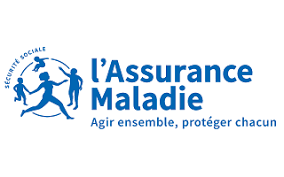 SÉCURITÉ SOCIALE
l'Assurance
Maladie
Agir ensemble, protéger chacun